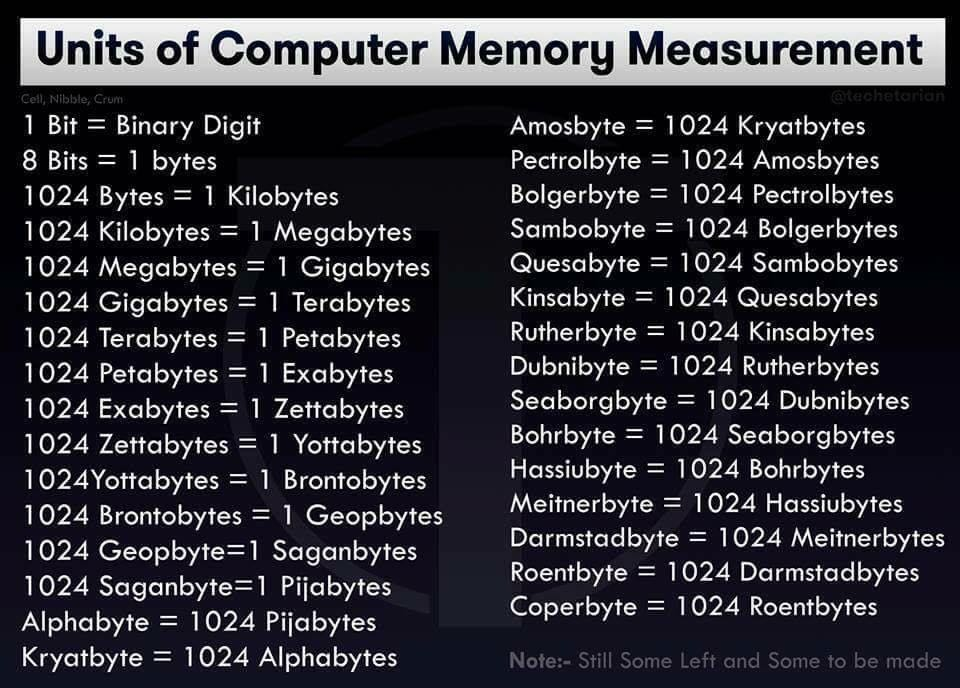 Units of Computer Memory Measurement
Cell, Nibble, Crum
@techetarian
1 Bit = Binary Digit
8 Bits = 1 bytes
1024 Bytes = 1 Kilobytes
1024 Kilobytes = 1 Megabytes
1024 Megabytes = 1 Gigabytes
1024 Gigabytes = 1 Terabytes
1024 Terabytes = 1 Petabytes
1024 Petabytes = 1 Exabytes
1024 Exabytes = 1 Zettabytes
1024 Zettabytes = 1 Yottabytes
1024Yottabytes = 1 Brontobytes
1024 Brontobytes = 1 Geopbytes
1024 Geopbyte=1 Saganbytes
1024 Saganbyte=1 Pijabytes
Alphabyte = 1024 Pijabytes
Kryatbyte = 1024 Alphabytes
Amosbyte = 1024 Kryatbytes
Pectrolbyte = 1024 Amosbytes
Bolgerbyte = 1024 Pectrolbytes
Sambobyte = 1024 Bolgerbytes
Quesabyte = 1024 Sambobytes
Kinsabyte = 1024 Quesabytes
Rutherbyte = 1024 Kinsabytes
Dubnibyte = 1024 Rutherbytes
Seaborgbyte = 1024 Dubnibytes
Bohrbyte = 1024 Seaborgbytes
Hassiubyte = 1024 Bohrbytes
Meitnerbyte = 1024 Hassiubytes
Darmstadbyte = 1024 Meitnerbytes
Roentbyte = 1024 Darmstadbytes
Coperbyte = 1024 Roentbytes
Note:- Still Some Left and Some to be made